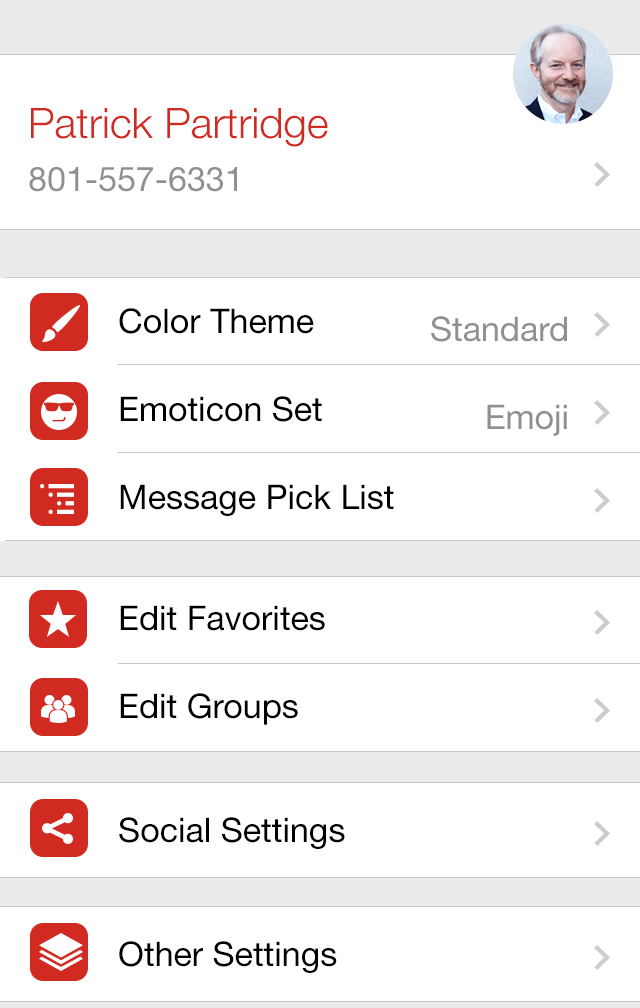 Patrick Partridge
801-557-6331
Color Theme Standard
Emoticon Set Emoji
Message Pick List
Edit Favorites
Edit Groups
Social Settings
Other Settings